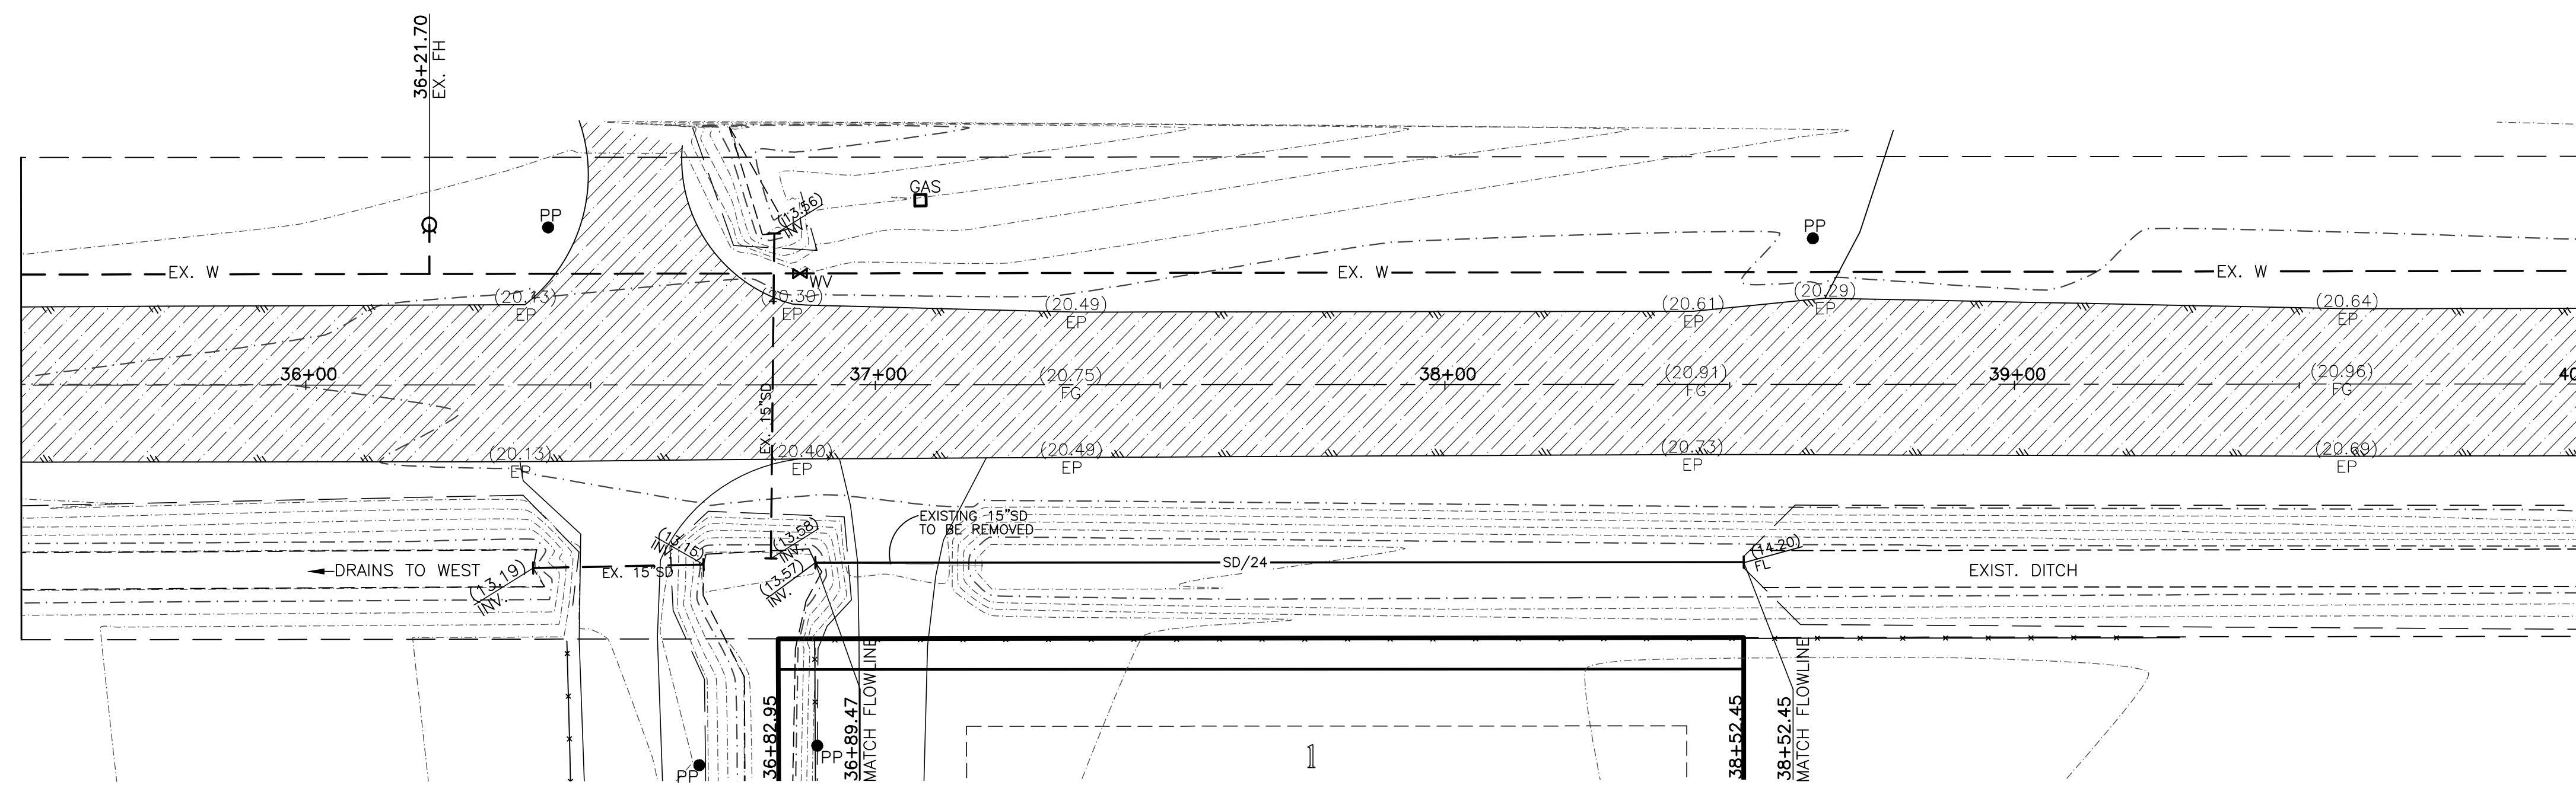 36+21.70
EX. FH
PP
GAS
(13.56)
INV.
PP
EX. W
WV
EX. W
EX. W
(20.13)
EP
(20.30)
EP
(20.49)
EP
(20.61)
EP
(20.29)
EP
(20.64)
EP
36+00
37+00
(20.75)
FG
38+00
(20.91)
FG
39+00
(20.96)
FG
40
EX. 15"SD
(20.13)
EP
(20.40)
EP
(20.49)
EP
(20.73)
EP
(20.69)
EP
EXISTING 15"SD
TO BE REMOVED
(13.15)
INV.
(13.58)
INV.
(13.57)
INV.
(14.20)
FL
DRAINS TO WEST
(13.19)
INV.
EX. 15"SD
SD/24
EXIST. DITCH
36+82.95
36+89.47
MATCH FLOWLINE
38+52.45
38+52.45
MATCH FLOWLINE
PP
PP
1